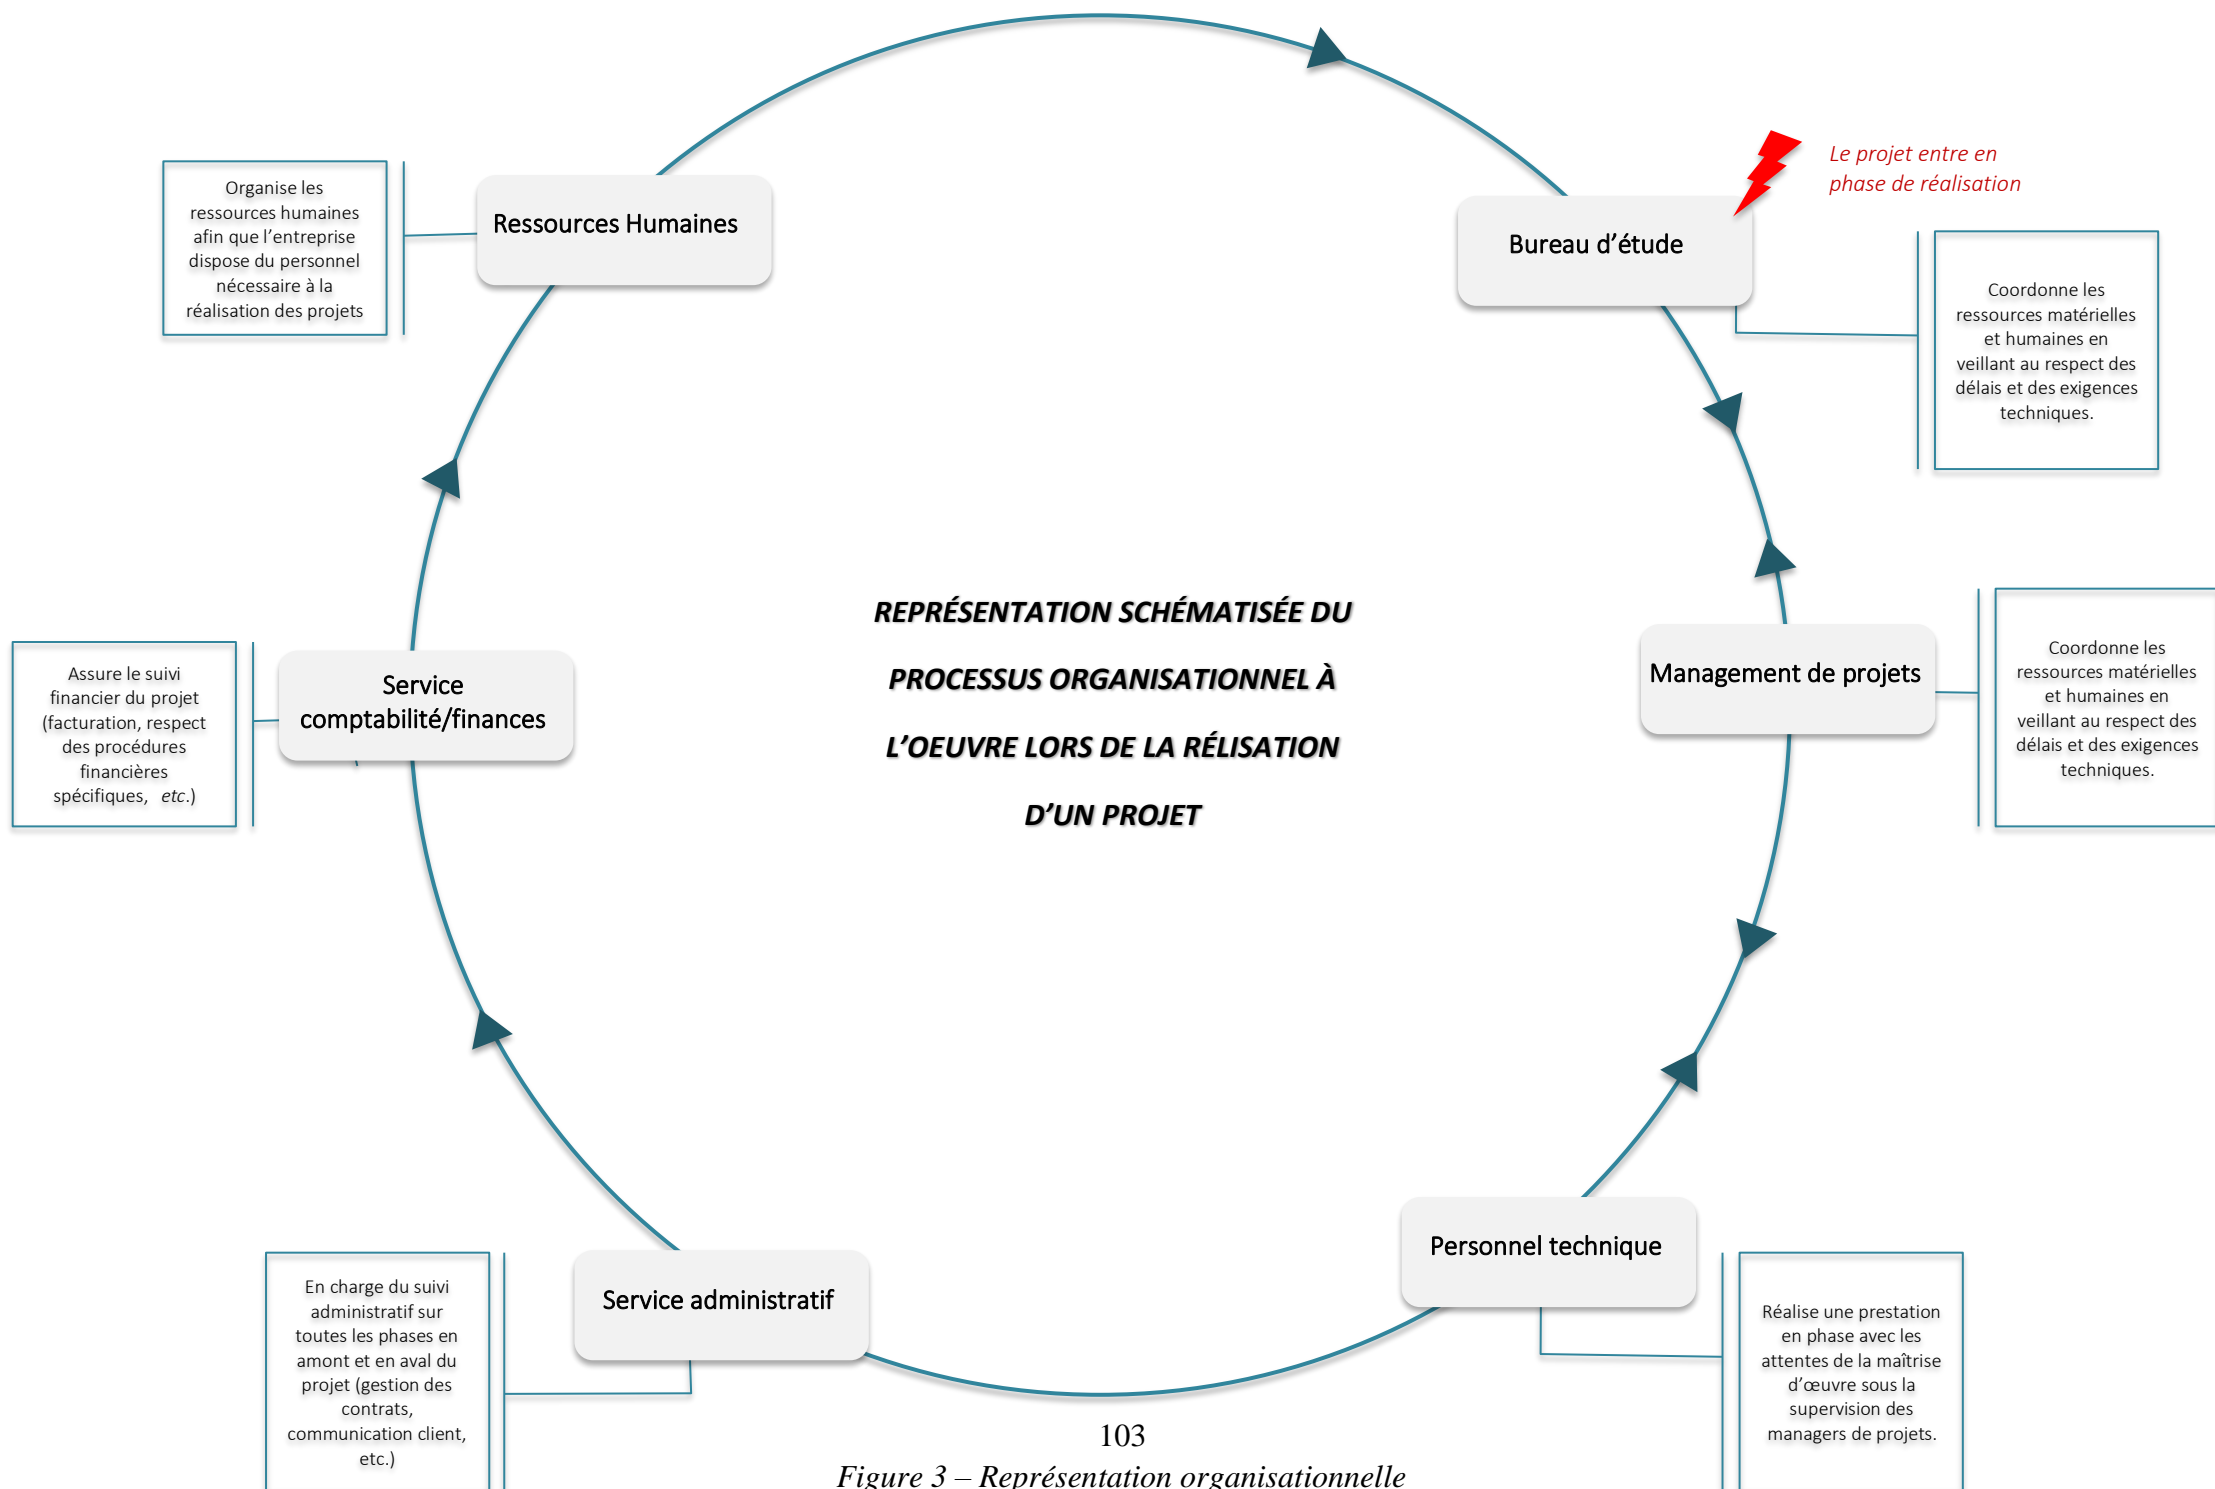 Le projet entre en
phase de réalisation
Organise les
ressources humaines
afin que l'entreprise
dispose du personnel
nécessaire à la
réalisation des projets
Ressources Humaines
Bureau d'étude
Coordonne les
ressources matérielles
et humaines en
veillant au respect des
délais et des exigences
techniques.
REPRÉSENTATION SCHÉMATISÉE DU
PROCESSUS ORGANISATIONNEL À
L'OEUVRE LORS DE LA RÉLISATION
D'UN PROJET
Assure le suivi
financier du projet
(facturation, respect
des procédures
financières
spécifiques, etc.)
Service
comptabilité/finances
Management de projets
Coordonne les
ressources matérielles
et humaines en
veillant au respect des
délais et des exigences
techniques.
En charge du suivi
administratif sur
toutes les phases en
amont et en aval du
projet (gestion des
contrats,
communication client,
etc.)
Service administratif
Personnel technique
Réalise une prestation
en phase avec les
attentes de la maîtrise
d'œuvre sous la
supervision des
managers de projets.
103
Figure 3 – Représentation organisationnelle